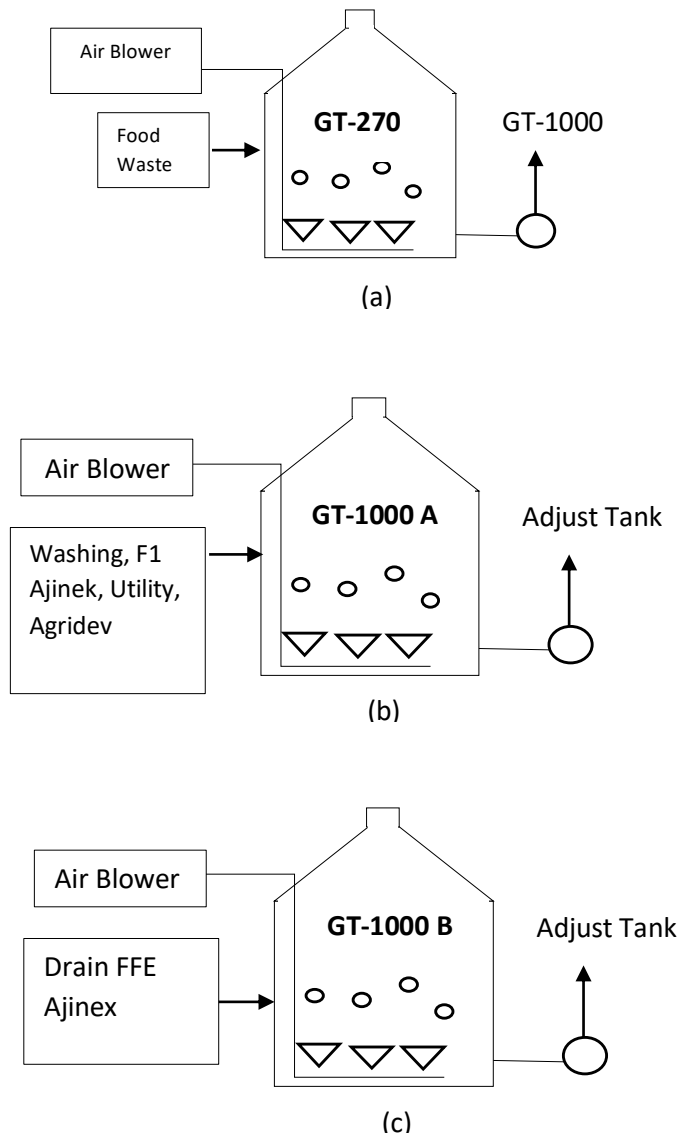 Air Blower
GT-270
GT-1000
Food
Waste
(a)
Air Blower
GT-1000 A
Adjust Tank
Washing, F1
Ajinek, Utility,
Agridev
(b)
Air Blower
GT-1000 B
Adjust Tank
Drain FFE
Ajinex
(c)